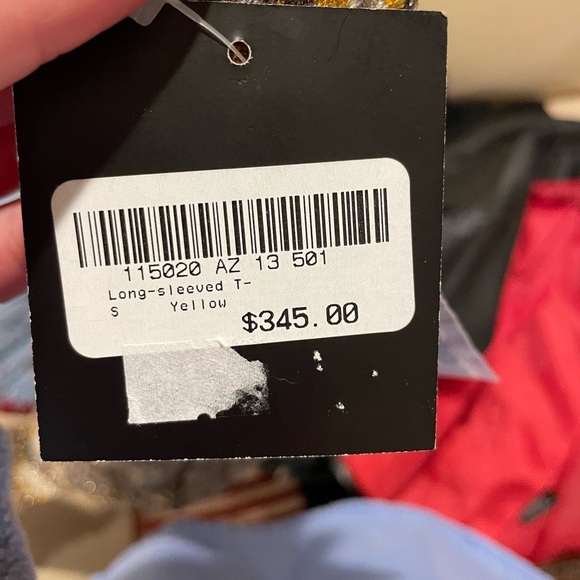 115020 AZ 13 501
Long-sleeved T-
S Yellow
$345.00